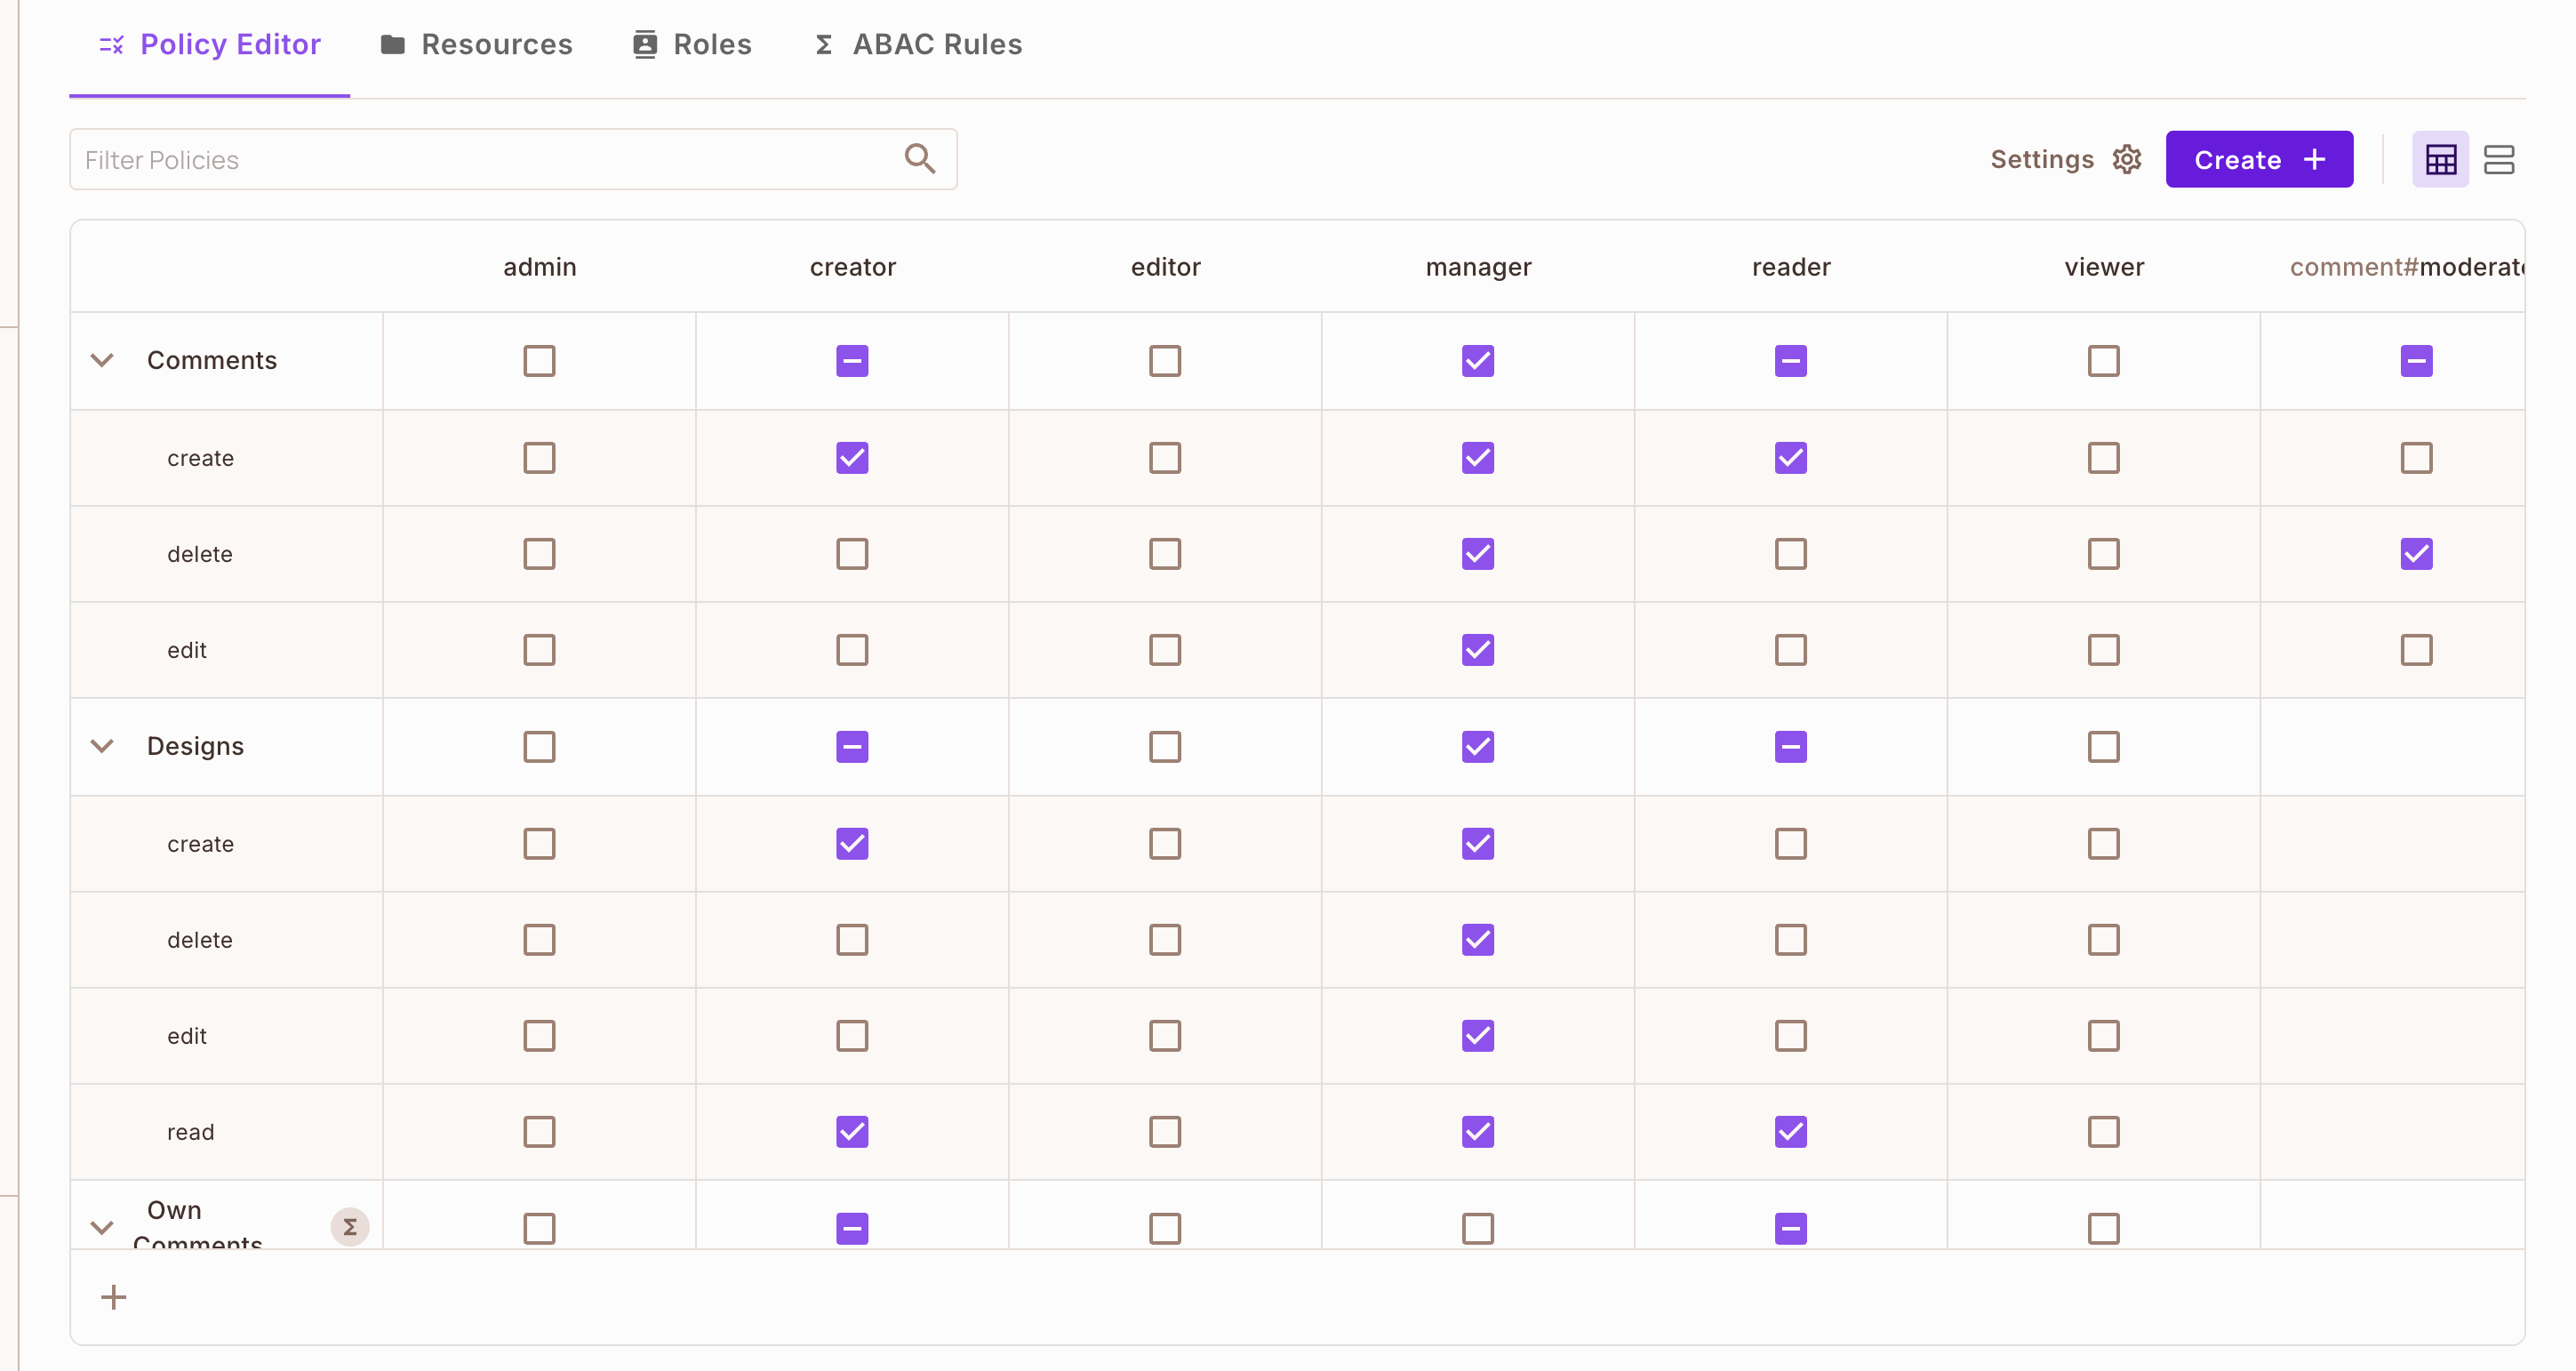 Policy Editor Resources Roles Σ ABAC Rules
Filter Policies Settings Create +
admin creator editor manager reader viewer comment#moderat
Comments
create
delete
edit
Designs
create
delete
edit
read
Own
Comments Σ
+